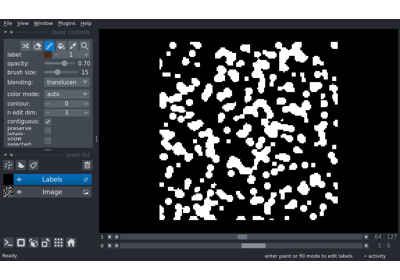 File View Window Plugins Help
layer controls
label: 1
opacity: 0.70
brush size: 15
blending: translucen
color mode: auto
contour: 0
n edit dim: 3
contiguous:
preserve labels:
show selected:
layer list
Labels
Image
1 64 127
0 5 9
Ready enter paint or fill mode to edit labels activity